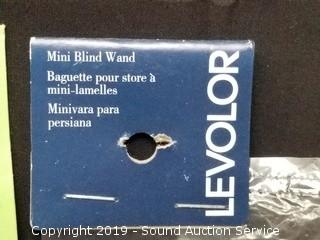 Mini Blind Wand
Baguette pour store à
mini-lamelles
Minivara para
persiana
LEVOLOR
Copyright 2019 - Sound Auction Service